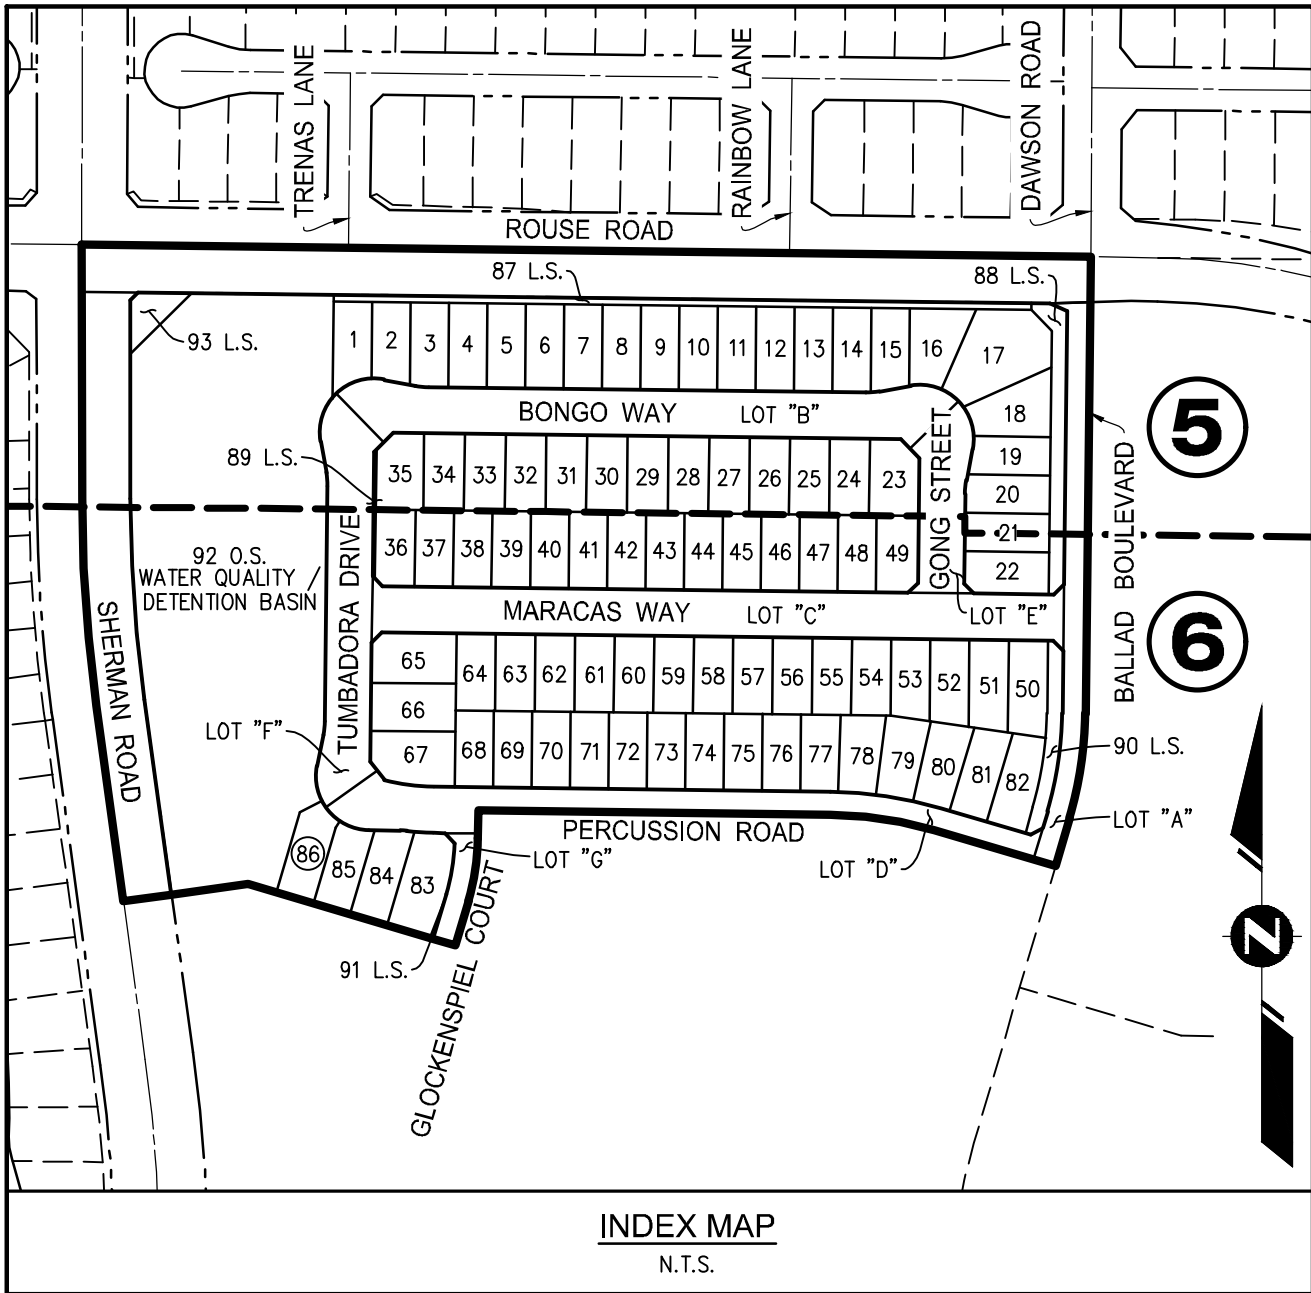 TRENAS LANE
RAINBOW LANE
DAWSON ROAD
ROUSE ROAD
87 L.S.
88 L.S.
93 L.S.
1 2 3 4 5 6 7 8 9 10 11 12 13 14 15 16 17
18
BONGO WAY LOT "B"
5
89 L.S.
35 34 33 32 31 30 29 28 27 26 25 24 23
GONG STREET
19
20
21
22
BALLAD BOULEVARD
36 37 38 39 40 41 42 43 44 45 46 47 48 49
92 O.S.
WATER QUALITY
DETENTION BASIN
TUMBADORA DRIVE
SHERMAN ROAD
MARACAS WAY LOT "C"
LOT "E"
6
65
66
67
64 63 62 61 60 59 58 57 56 55 54 53 52 51 50
LOT "F"
68 69 70 71 72 73 74 75 76 77 78 79 80 81 82
90 L.S.
LOT "A"
PERCUSSION ROAD
LOT "G"
LOT "D"
86 85 84 83
91 L.S.
GLOCKENSPIEL COURT
N
INDEX MAP
N.T.S.